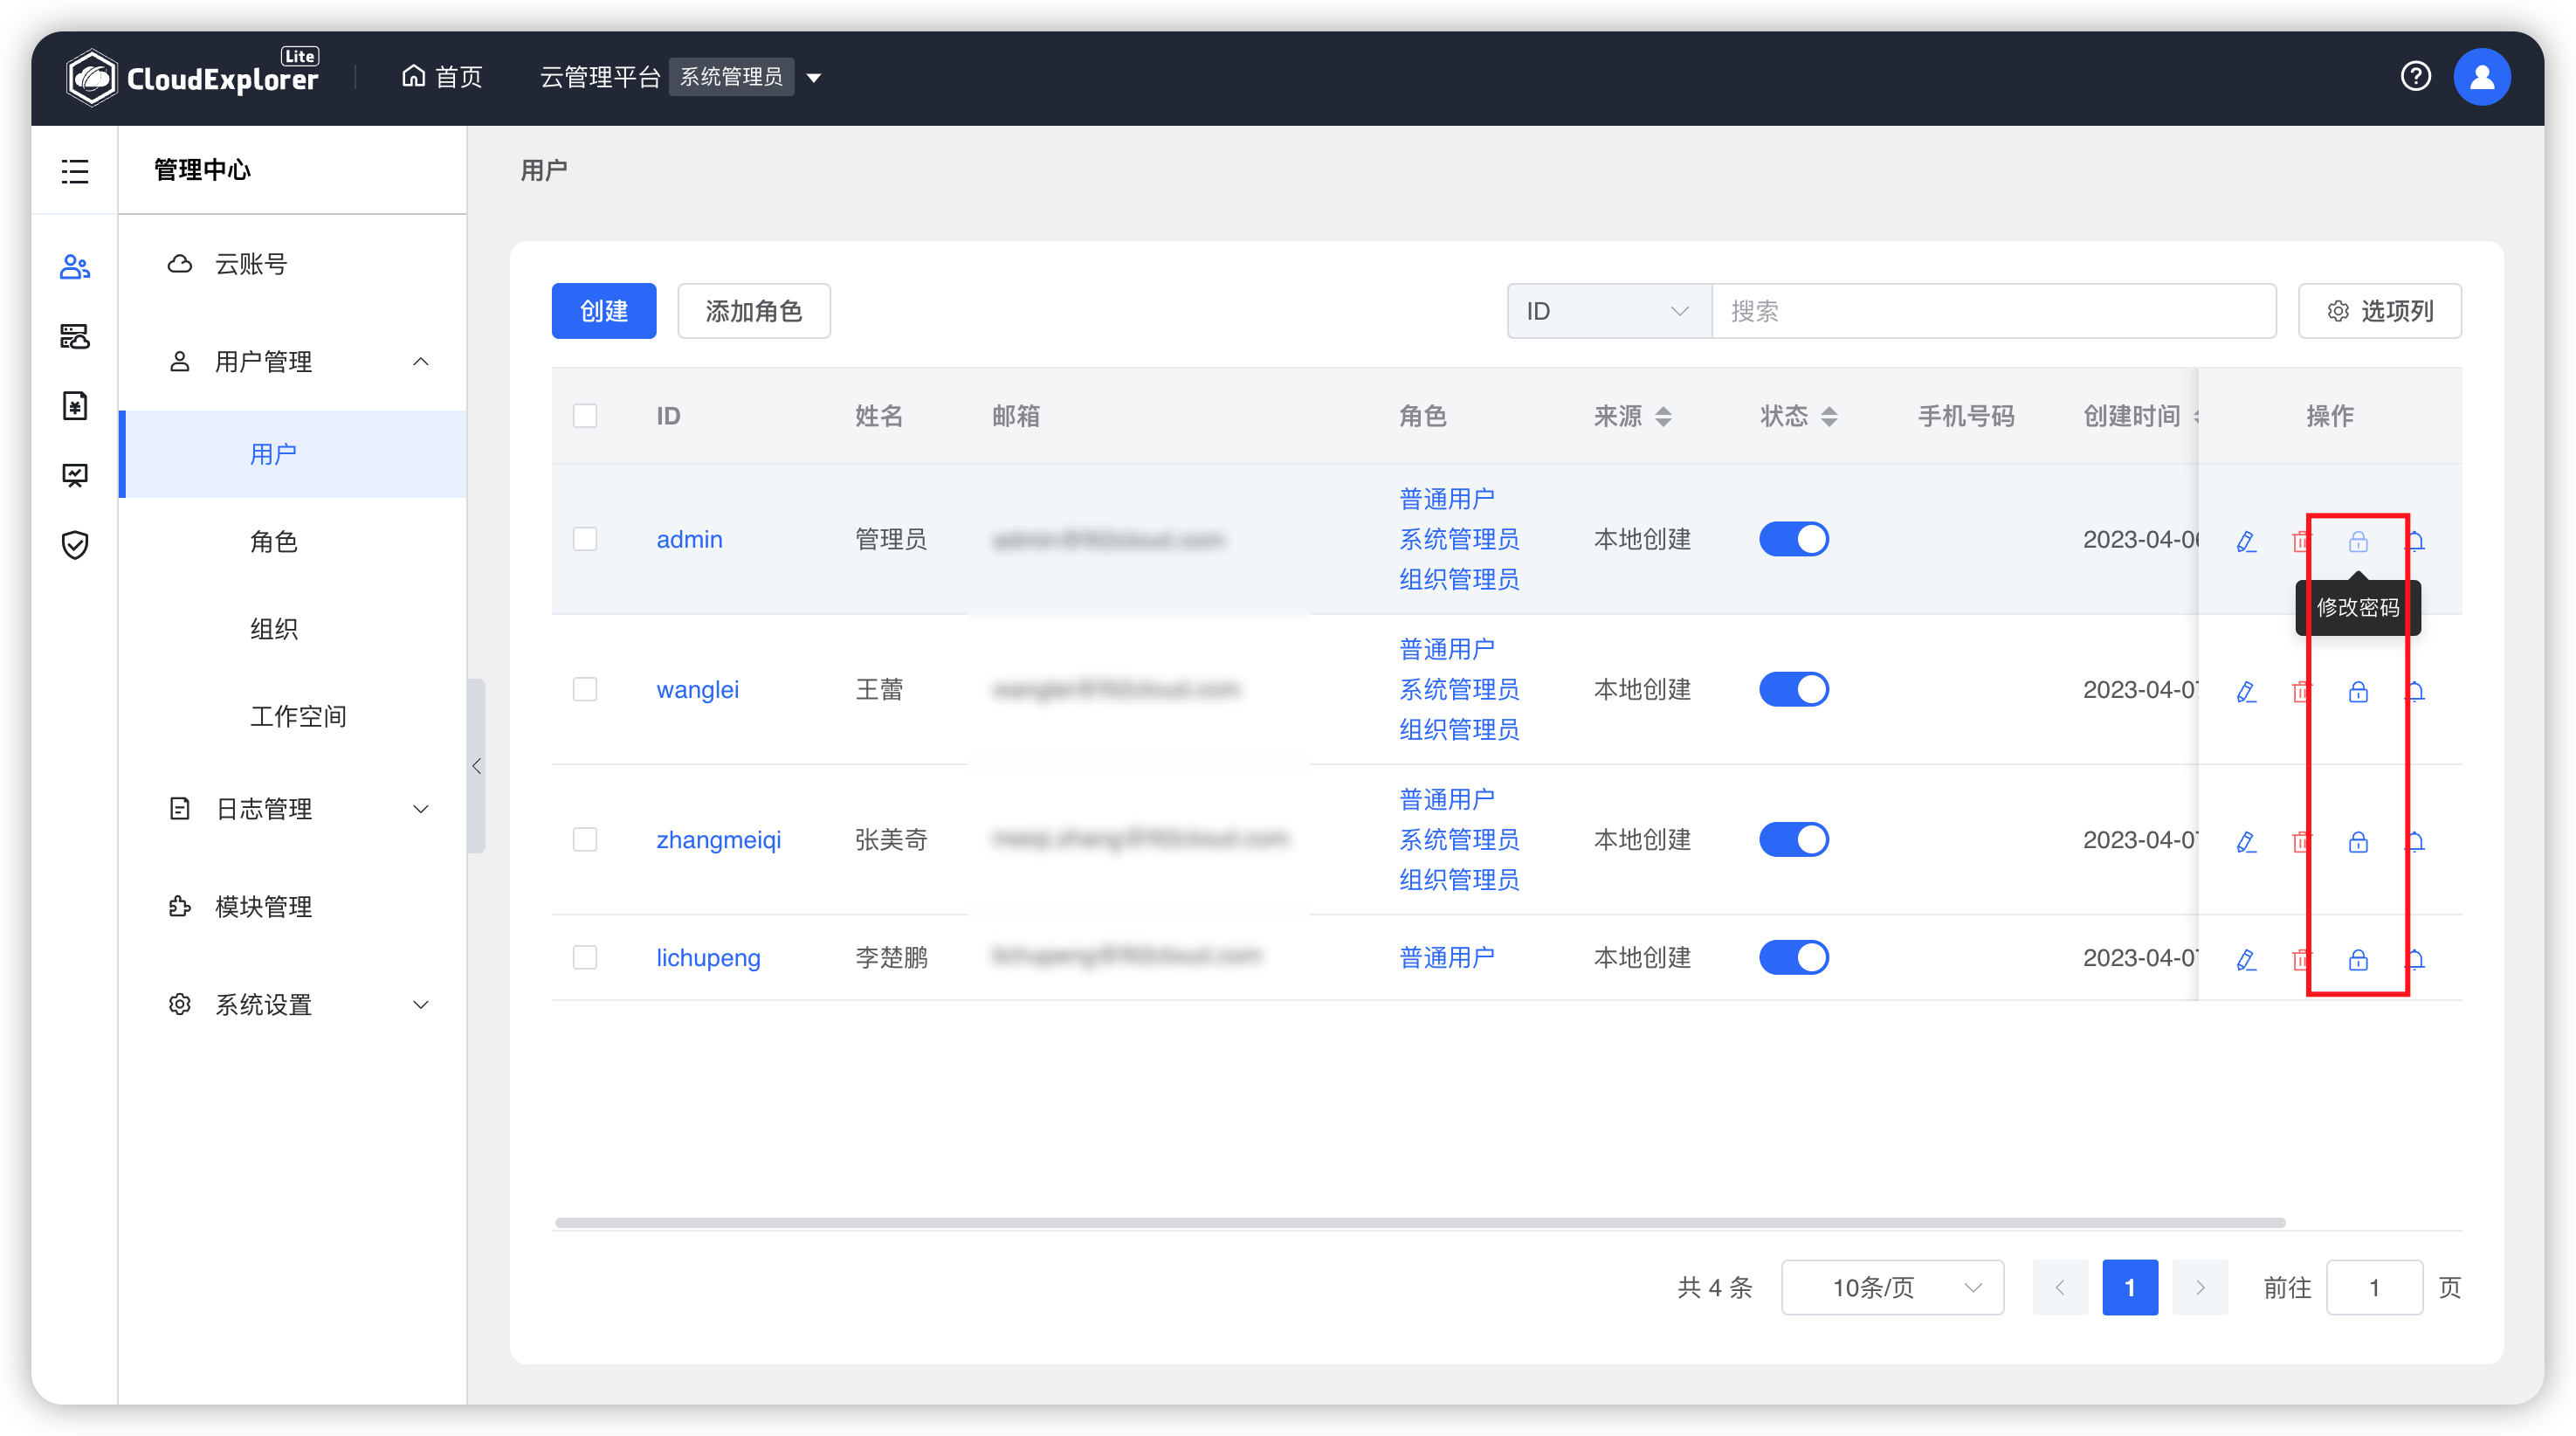 CloudExplorer Lite
首页
云管理平台 系统管理员
管理中心
云账号
用户管理
用户
角色
组织
工作空间
日志管理
模块管理
系统设置
用户
创建 添加角色 ID 搜索 选项列
ID 姓名 邮箱 角色 来源 状态 手机号码 创建时间 操作
普通用户
admin 管理员 系统管理员 本地创建 2023-04-06
组织管理员
修改密码
普通用户
wanglei 王蕾 系统管理员 本地创建 2023-04-07
组织管理员
普通用户
zhangmeiqi 张美奇 系统管理员 本地创建 2023-04-07
组织管理员
lichupeng 李楚鹏 普通用户 本地创建 2023-04-07
共 4 条 10条/页 1 前往 1 页